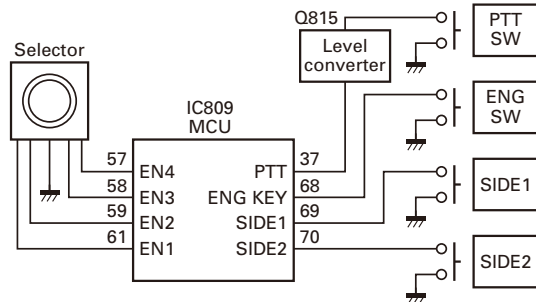 Selector
Q815
Level
converter
PTT
SW
ENG
SW
SIDE1
SIDE2
IC809
MCU
57
58
59
61
EN4
EN3
EN2
EN1
PTT
ENG KEY
SIDE1
SIDE2
37
68
69
70